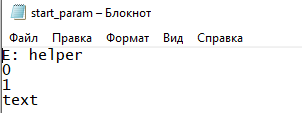 start_param – Блокнот
Файл Правка Формат Вид Справка
E: helper
0
1
text